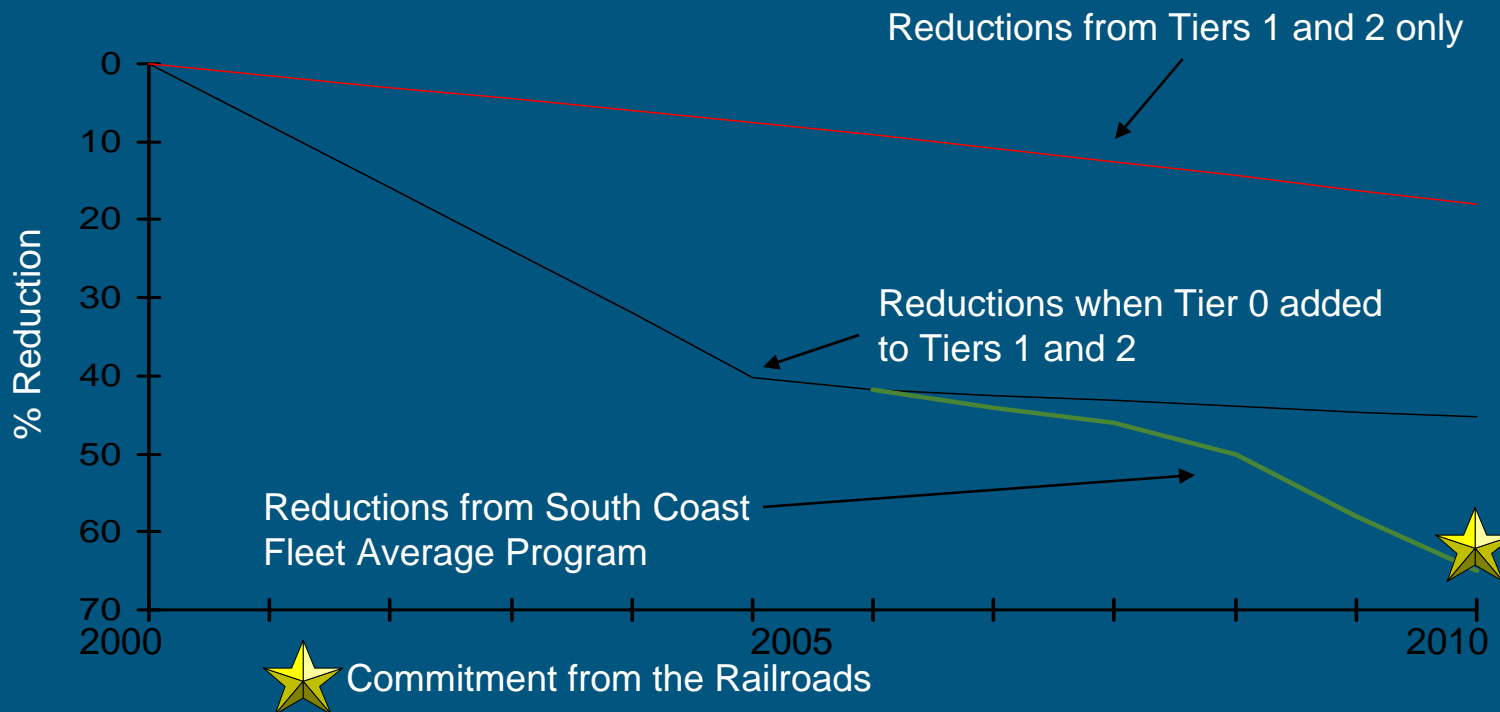 Reductions from Tiers 1 and 2 only
0
10
20
30
40
50
60
70
% Reduction
Reductions when Tier 0 added
to Tiers 1 and 2
Reductions from South Coast
Fleet Average Program
2000
2005
2010
Commitment from the Railroads